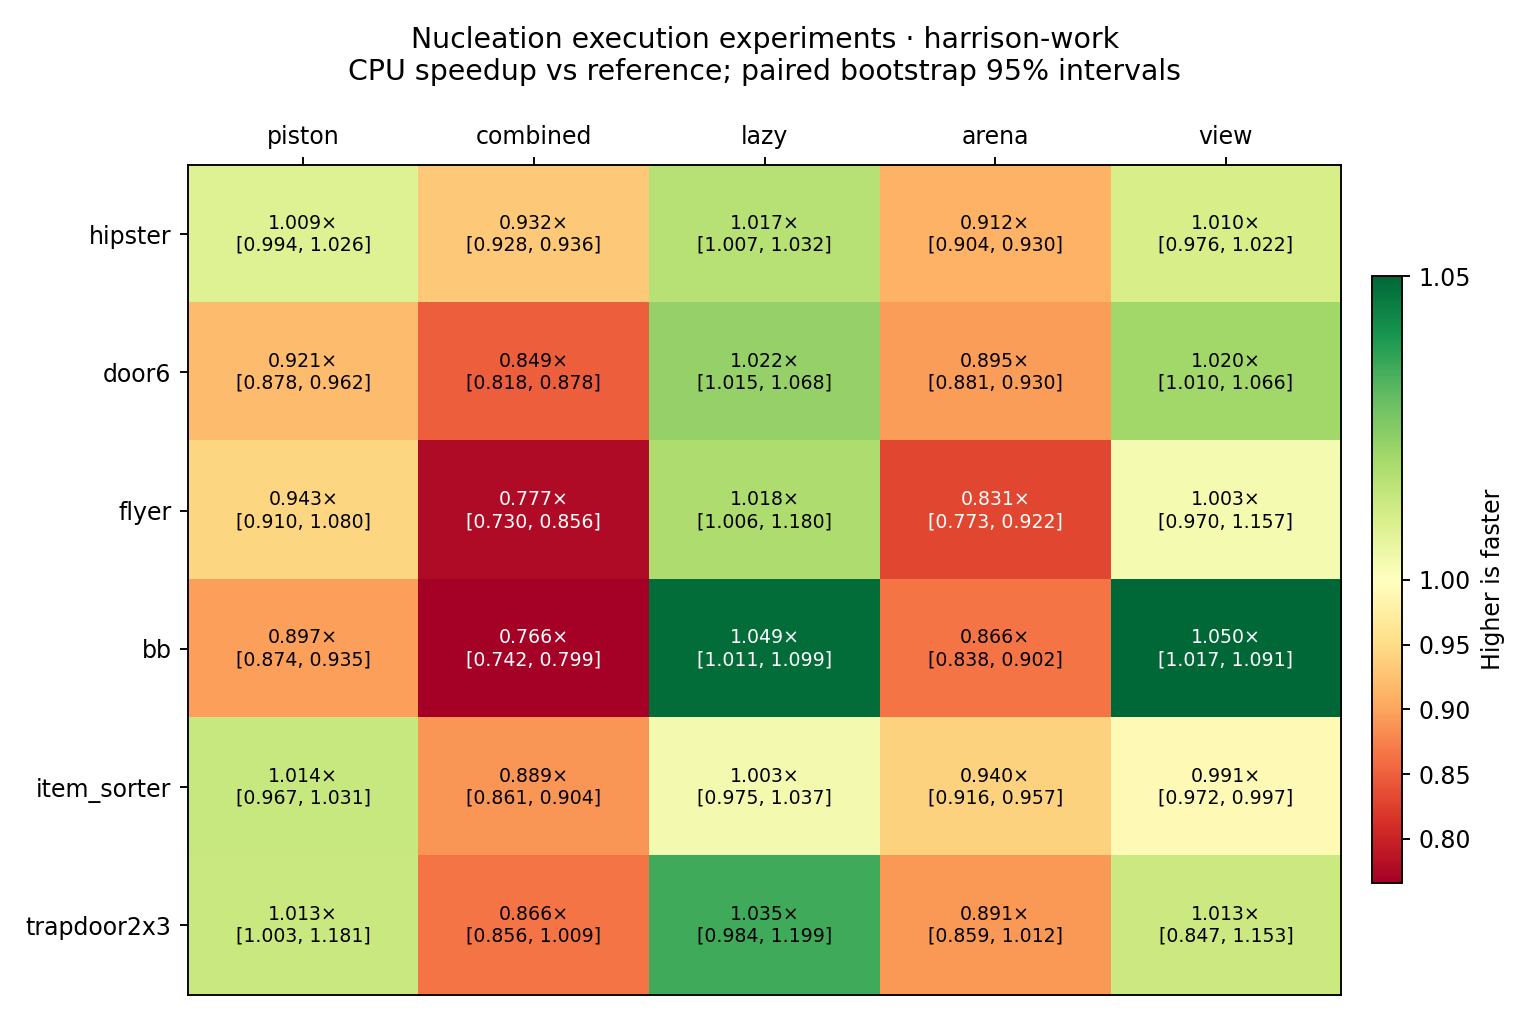 Nucleation execution experiments · harrison-work
CPU speedup vs reference; paired bootstrap 95% intervals
piston combined lazy arena view
hipster
1.009× 0.932× 1.017× 0.912× 1.010×
[0.994, 1.026] [0.928, 0.936] [1.007, 1.032] [0.904, 0.930] [0.976, 1.022]
door6
0.921× 0.849× 1.022× 0.895× 1.020×
[0.878, 0.962] [0.818, 0.878] [1.015, 1.068] [0.881, 0.930] [1.010, 1.066]
flyer
0.943× 0.777× 1.018× 0.831× 1.003×
[0.910, 1.080] [0.730, 0.856] [1.006, 1.180] [0.773, 0.922] [0.970, 1.157]
bb
0.897× 0.766× 1.049× 0.866× 1.050×
[0.874, 0.935] [0.742, 0.799] [1.011, 1.099] [0.838, 0.902] [1.017, 1.091]
item_sorter
1.014× 0.889× 1.003× 0.940× 0.991×
[0.967, 1.031] [0.861, 0.904] [0.975, 1.037] [0.916, 0.957] [0.972, 0.997]
trapdoor2x3
1.013× 0.866× 1.035× 0.891× 1.013×
[1.003, 1.181] [0.856, 1.009] [0.984, 1.199] [0.859, 1.012] [0.847, 1.153]
1.05
1.00
0.95
0.90
0.85
0.80
Higher is faster